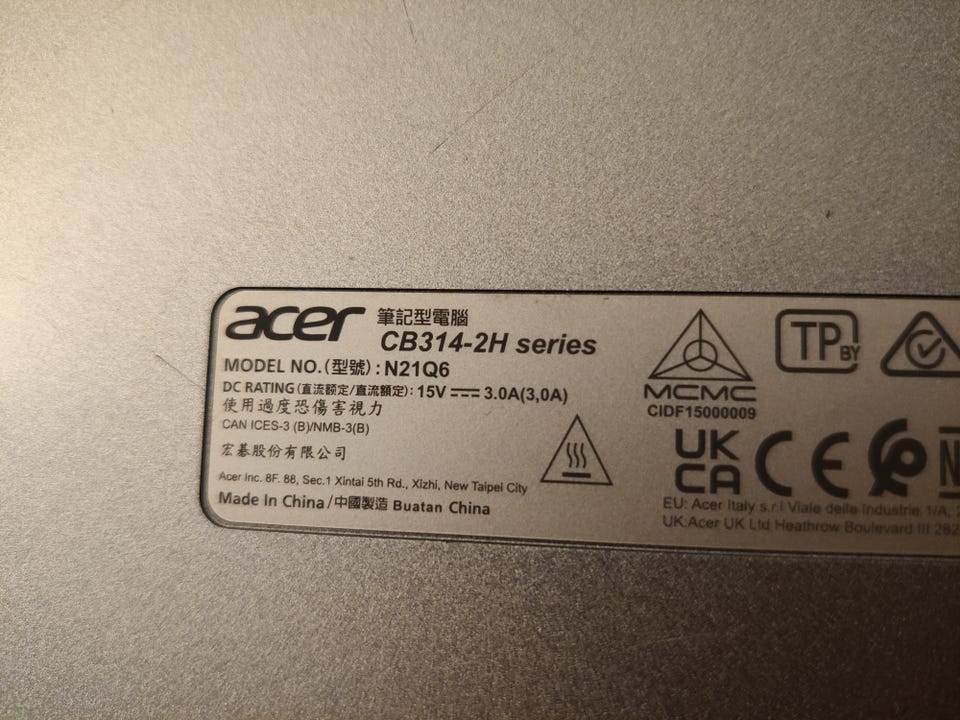 acer 筆記型電腦
CB314-2H series
MODEL NO.(型號) : N21Q6
DC RATING(直流额定/直流額定): 15V⎓3.0A(3,0A)
使用過度恐傷害視力
CAN ICES-3 (B)/NMB-3(B)
宏碁股份有限公司
Acer Inc. 8F. 88, Sec.1 Xintai 5th Rd., Xizhi, New Taipei City
Made In China/中國製造 Buatan China
MCMC
CIDF15000009
TP BY
UK
CA CE
EU: Acer Italy s.r.l Viale delle Industrie 1/A,
UK:Acer UK Ltd Heathrow Boulevard III 282